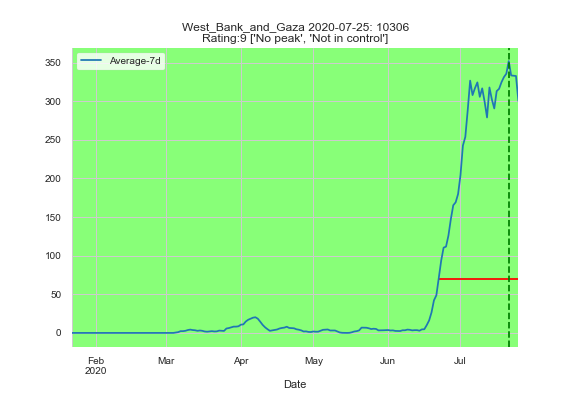 West_Bank_and_Gaza 2020-07-25: 10306
Rating:9 ['No peak', 'Not in control']
Average-7d
350
300
250
200
150
100
50
0
Feb
2020
Mar
Apr
May
Jun
Jul
Date